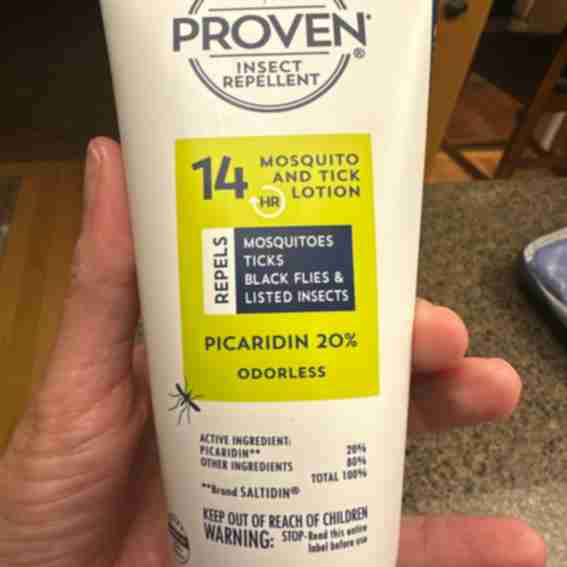 PROVEN®
INSECT
REPELLENT
14 HR
MOSQUITO
AND TICK
LOTION
REPELS
MOSQUITOES
TICKS
BLACK FLIES &
LISTED INSECTS
PICARIDIN 20%
ODORLESS
ACTIVE INGREDIENT:
PICARIDIN** 20%
OTHER INGREDIENTS 80%
TOTAL 100%
**Brand SALTIDIN®
KEEP OUT OF REACH OF CHILDREN
WARNING: STOP-Read this entire
label before use